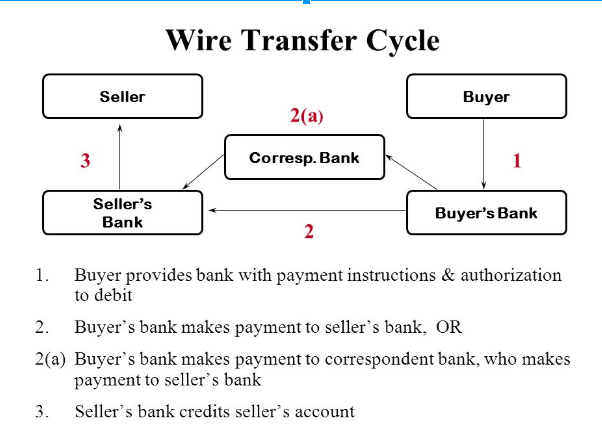 Wire Transfer Cycle
Seller
Buyer
2(a)
3
Corresp. Bank
1
Seller’s
Bank
Buyer’s Bank
2
1. Buyer provides bank with payment instructions & authorization
to debit
2. Buyer’s bank makes payment to seller’s bank, OR
2(a) Buyer’s bank makes payment to correspondent bank, who makes
payment to seller’s bank
3. Seller’s bank credits seller’s account